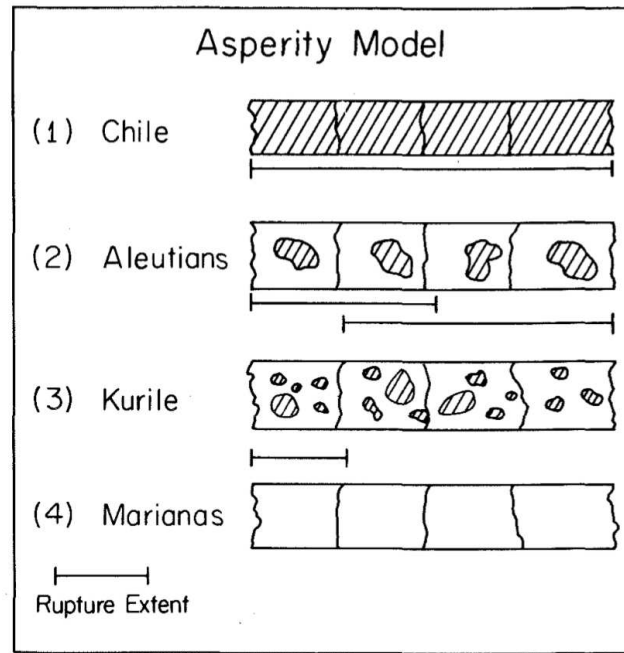 Asperity Model
(1) Chile
(2) Aleutians
(3) Kurile
(4) Marianas
Rupture Extent